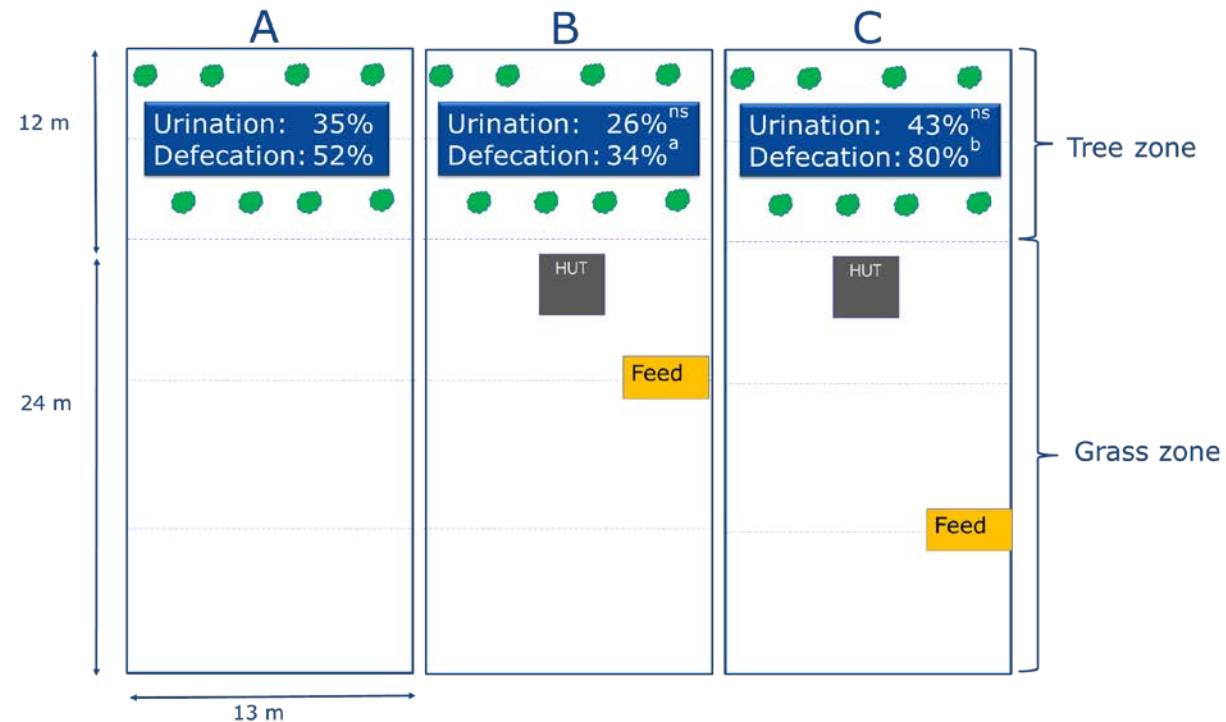 A
B
C
12 m
Urination: 35%
Defecation: 52%
Urination: 26%ns
Defecation: 34%a
Urination: 43%ns
Defecation: 80%b
Tree zone
HUT
HUT
Feed
24 m
Grass zone
Feed
13 m